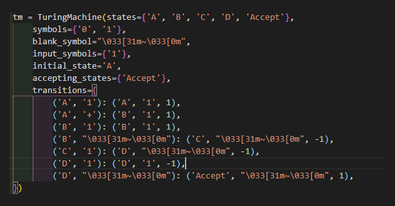 tm = TuringMachine(states={'A', 'B', 'C', 'D', 'Accept'},
symbols={'0', '1'},
blank_symbol="\033[31m~\033[0m",
input_symbols={'1'},
initial_state='A',
accepting_states={'Accept'},
transitions={
('A', '1'): ('A', '1', 1),
('A', '+'): ('B', '1', 1),
('B', '1'): ('B', '1', 1),
('B', "\033[31m~\033[0m"): ('C', "\033[31m~\033[0m", -1),
('C', '1'): ('D', "\033[31m~\033[0m", -1),
('D', '1'): ('D', '1', -1),
('D', "\033[31m~\033[0m"): ('Accept', "\033[31m~\033[0m", 1),
})